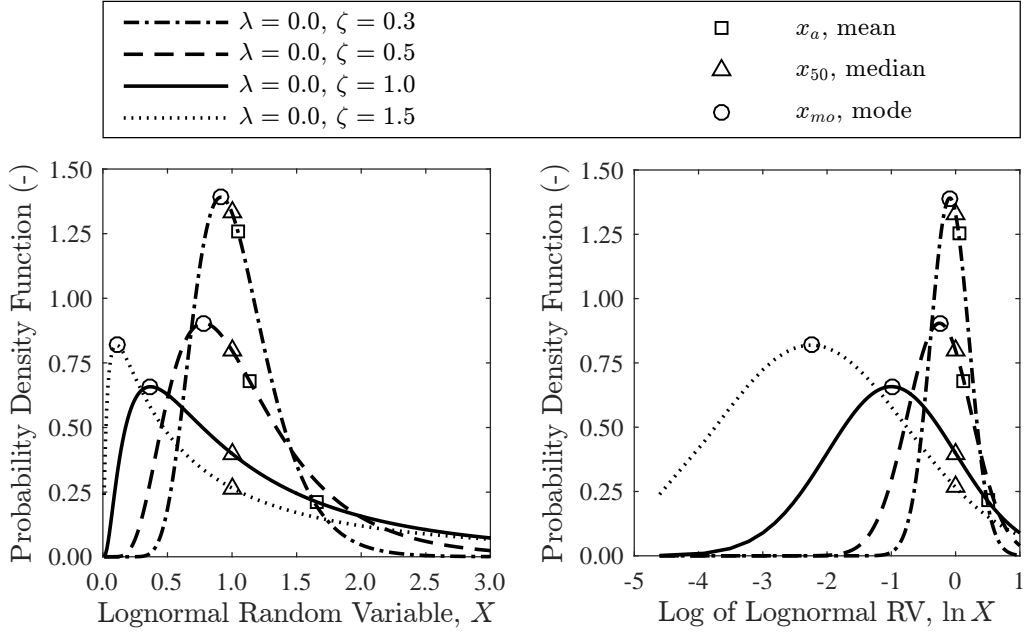 λ = 0.0, ζ = 0.3
λ = 0.0, ζ = 0.5
λ = 0.0, ζ = 1.0
λ = 0.0, ζ = 1.5
xₐ, mean
x₅₀, median
xₘₒ, mode
Probability Density Function (-)
1.50
1.25
1.00
0.75
0.50
0.25
0.00
0.0 0.5 1.0 1.5 2.0 2.5 3.0
Lognormal Random Variable, X
Probability Density Function (-)
1.50
1.25
1.00
0.75
0.50
0.25
0.00
-5 -4 -3 -2 -1 0 1
Log of Lognormal RV, ln X